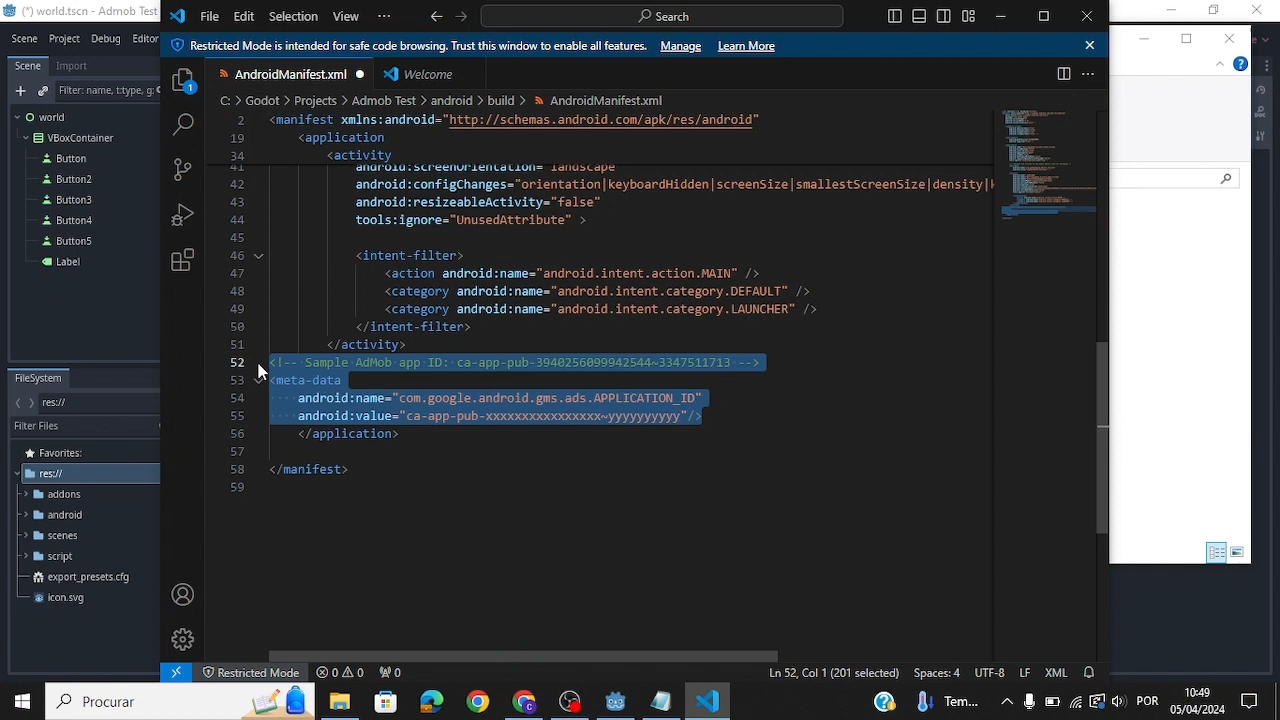 (*) world.tscn - Admob Test
Scene Project Debug Editor
Scene Import
Filter: name, t:type, g:
world
VBoxContainer
Button
Button2
Button3
Button4
Button5
Label
FileSystem
res://
Filter Files
Favorites:
res://
addons
android
scenes
script
export_presets.cfg
icon.svg
File Edit Selection View ...
Search
Restricted Mode is intended for safe code browsing. Trust this window to enable all features. Manage Learn More
1
AndroidManifest.xml
Welcome
C: > Godot > Projects > Admob Test > android > build > AndroidManifest.xml
2 <manifest xmlns:android="http://schemas.android.com/apk/res/android"
19 <application
34 <activity
41 android:screenOrientation="landscape"
42 android:configChanges="orientation|keyboardHidden|screenSize|smallestScreenSize|density|
43 android:resizeableActivity="false"
44 tools:ignore="UnusedAttribute" >
45
46 <intent-filter>
47 <action android:name="android.intent.action.MAIN" />
48 <category android:name="android.intent.category.DEFAULT" />
49 <category android:name="android.intent.category.LAUNCHER" />
50 </intent-filter>
51 </activity>
52 <!-- Sample AdMob app ID: ca-app-pub-3940256099942544~3347511713 -->
53 <meta-data
54 android:name="com.google.android.gms.ads.APPLICATION_ID"
55 android:value="ca-app-pub-xxxxxxxxxxxxxxxx~yyyyyyyyyy"/>
56 </application>
57
58 </manifest>
59
Restricted Mode 0 0 0
Ln 52, Col 1 (201 selected) Spaces: 4 UTF-8 LF XML
Procurar
Tem...
POR
10:49
05/04/2024